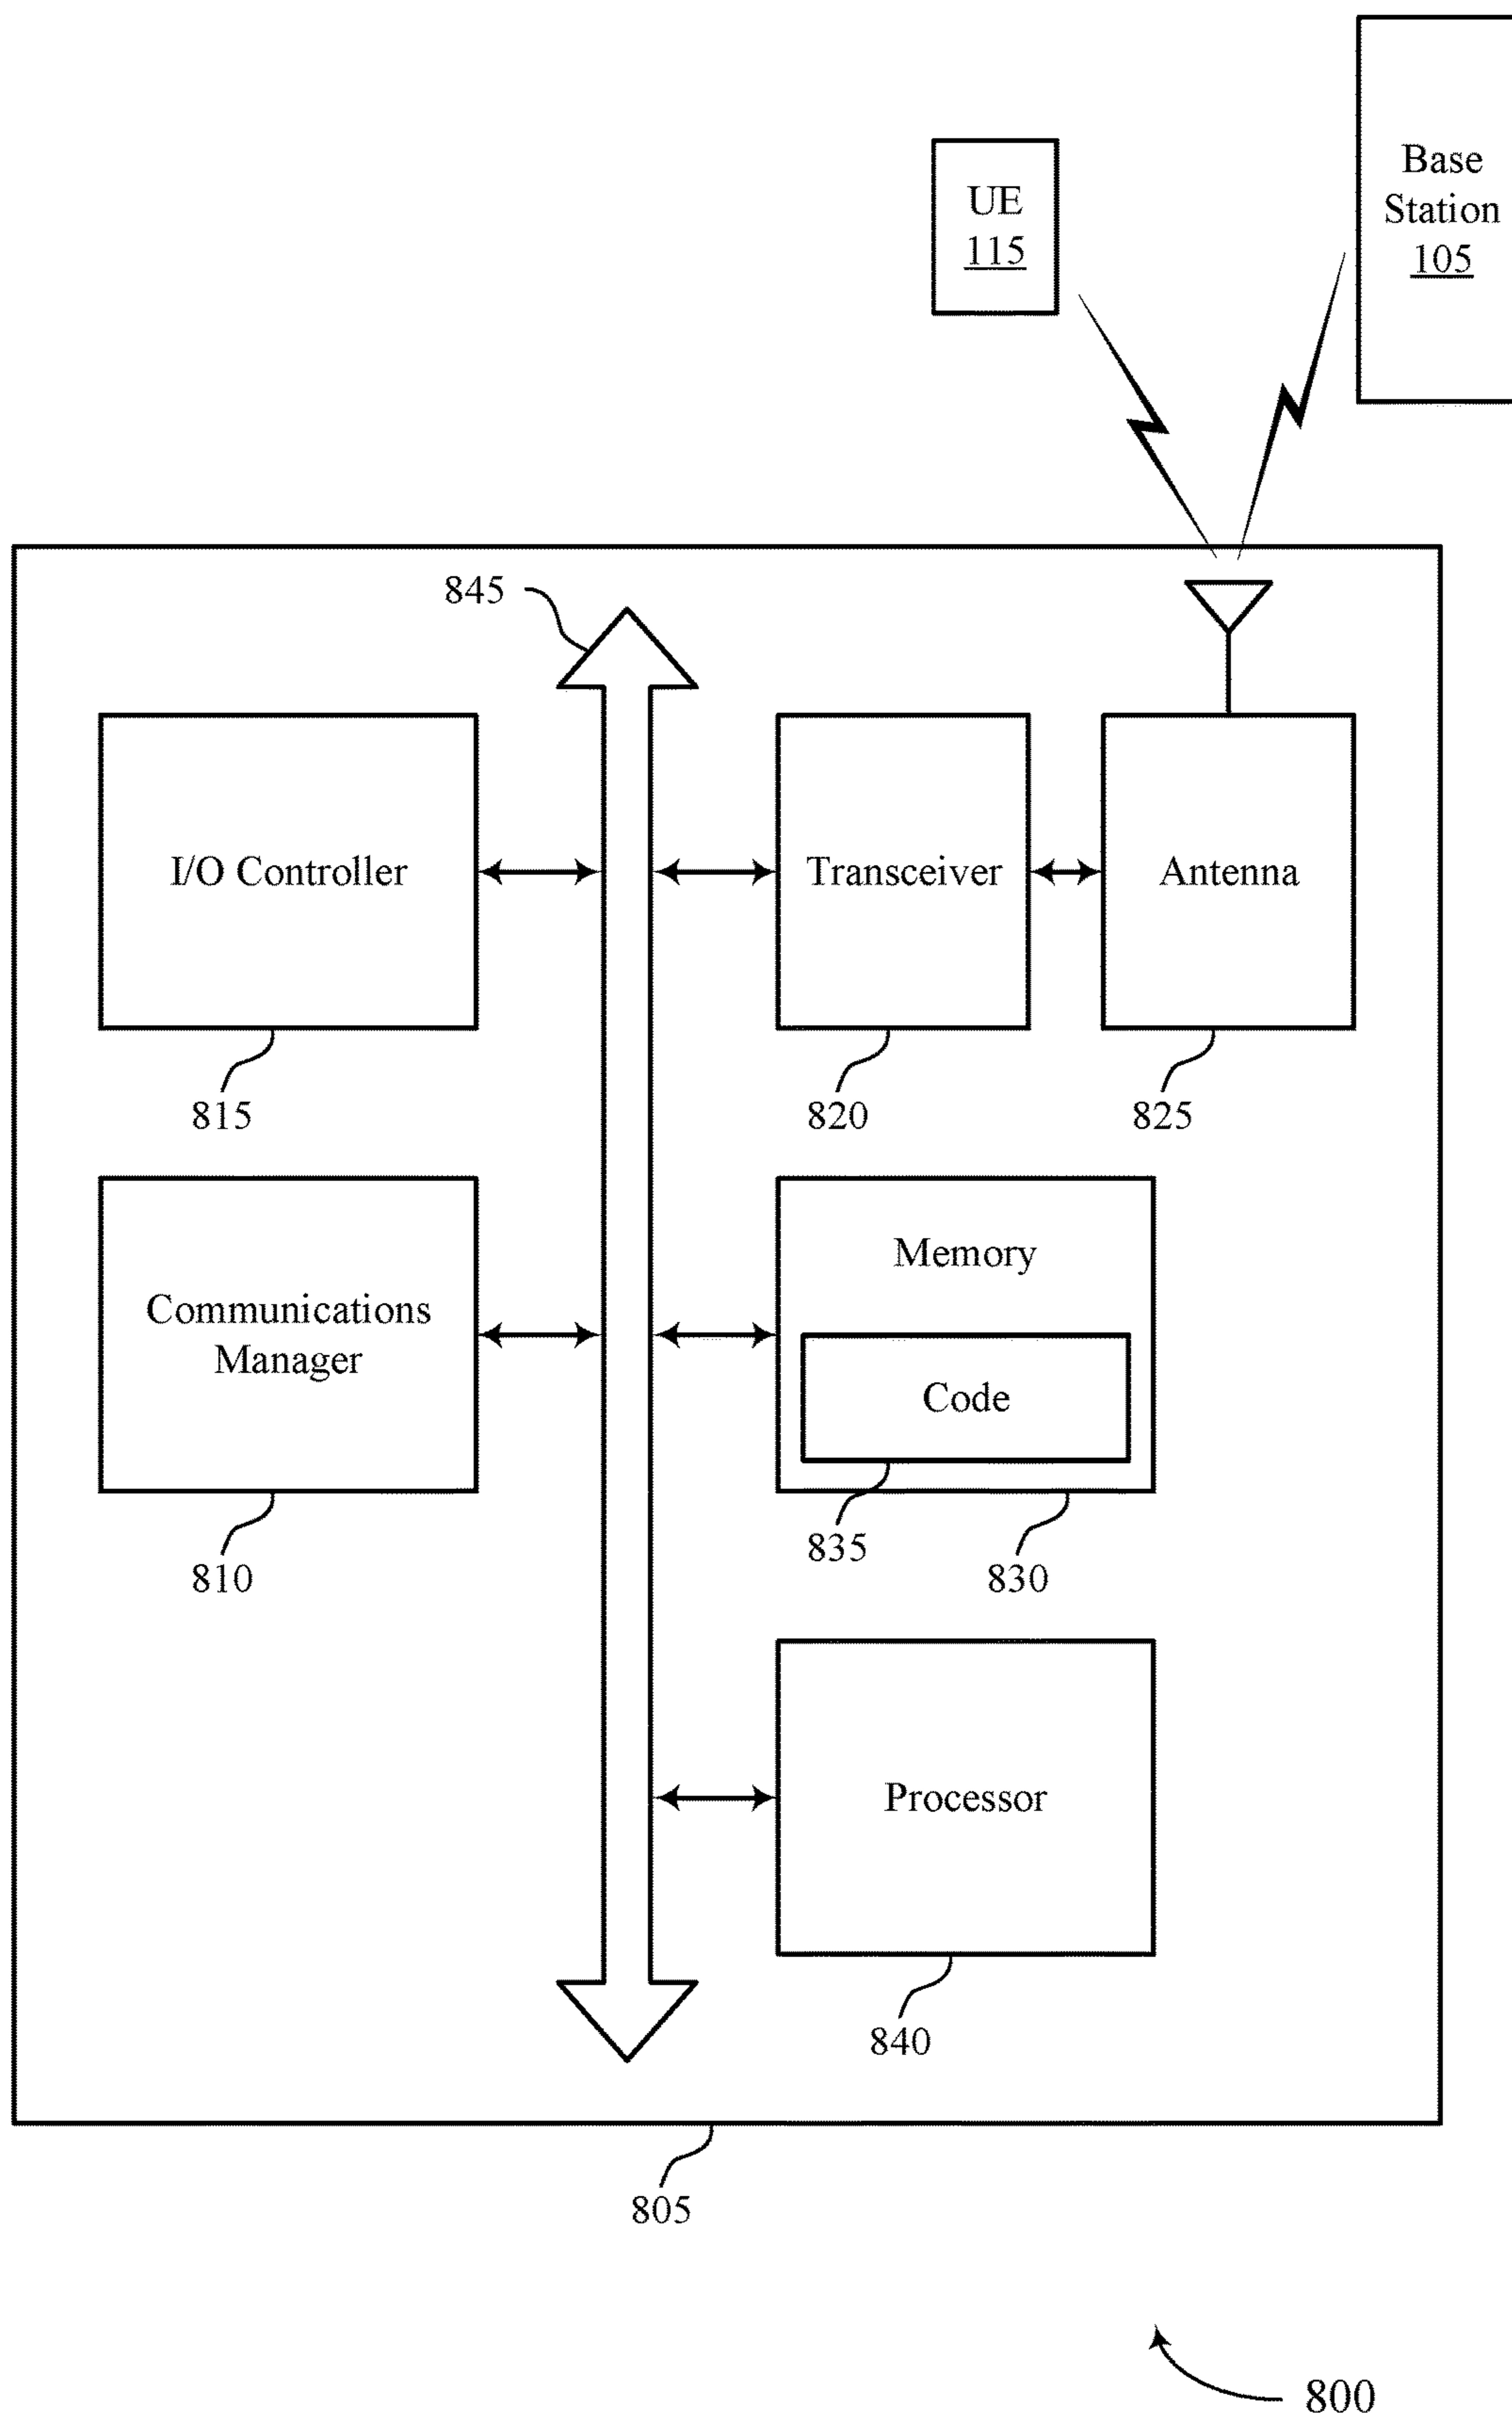 Base
Station
105
UE
115
845
I/O Controller
Transceiver
Antenna
815
820
825
Communications
Manager
Memory
Code
835
830
810
Processor
840
805
800